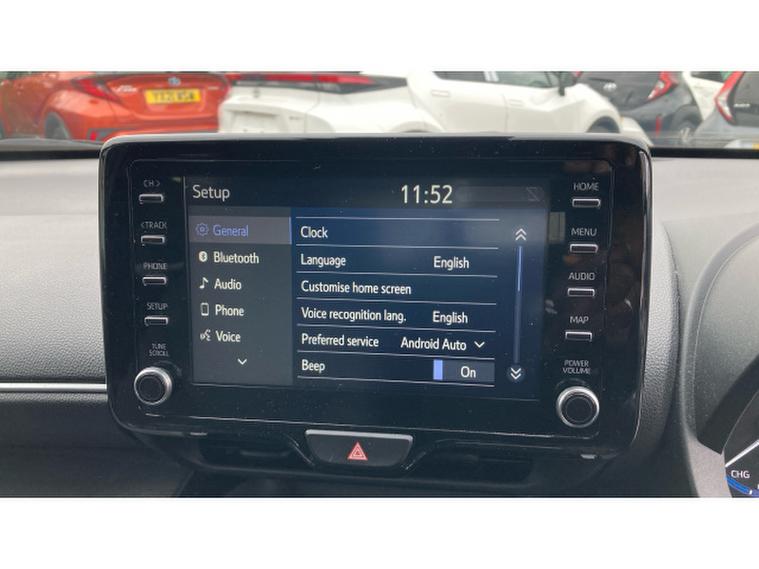 Setup 11:52
General
Bluetooth
Audio
Phone
Voice
Clock
Language English
Customise home screen
Voice recognition lang. English
Preferred service Android Auto
Beep On
CH>
<TRACK
PHONE
SETUP
TUNE
SCROLL
HOME
MENU
AUDIO
MAP
POWER
VOLUME
CHG